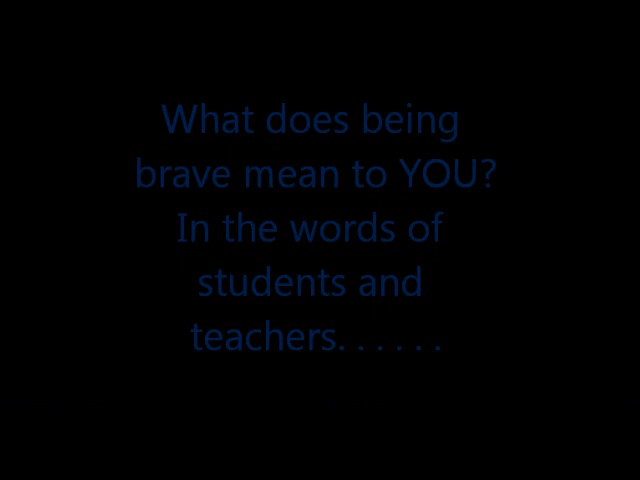 What does being
brave mean to YOU?
In the words of
students and
teachers. . . . . .